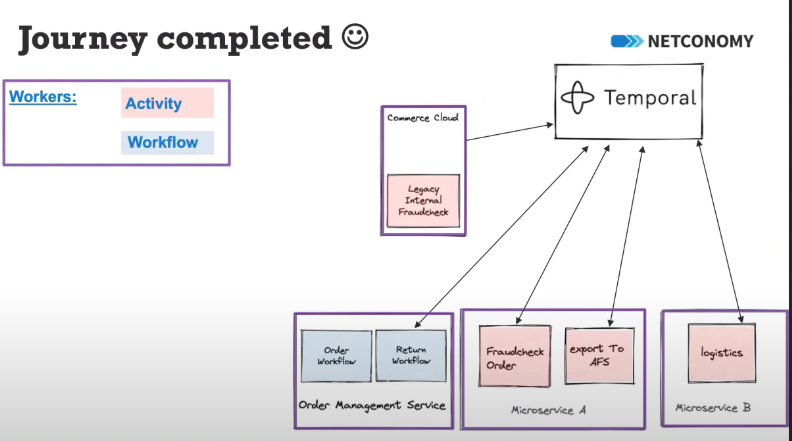 Journey completed ☺
NETCONOMY
Workers:
Activity
Workflow
Temporal
Commerce Cloud
Legacy
Internal
Fraudcheck
Order
Workflow
Return
Workflow
Order Management Service
Fraudcheck
Order
export To
AFS
Microservice A
logistics
Microservice B